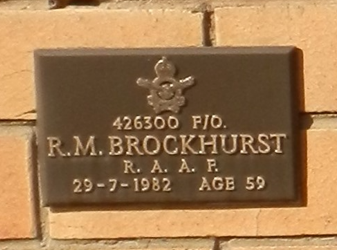 426300 F/O.
R.M. BROCKHURST
R. A. A. F.
29-7-1982 AGE 59